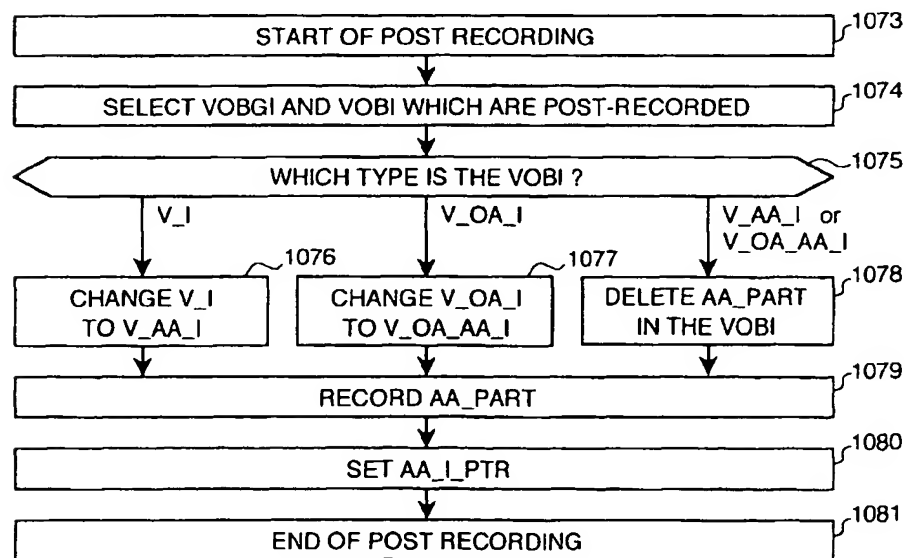 START OF POST RECORDING
1073
SELECT VOBGI AND VOBI WHICH ARE POST-RECORDED
1074
WHICH TYPE IS THE VOBI ?
1075
V_I
V_OA_I
V_AA_I or
V_OA_AA_I
1076
CHANGE V_I
TO V_AA_I
1077
CHANGE V_OA_I
TO V_OA_AA_I
1078
DELETE AA_PART
IN THE VOBI
1079
RECORD AA_PART
1080
SET AA_I_PTR
1081
END OF POST RECORDING